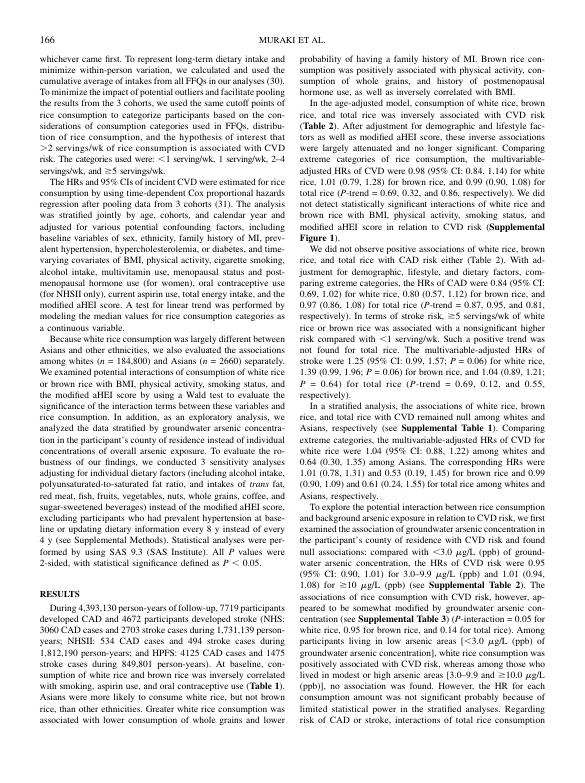 166
MURAKI ET AL.
whichever came first. To represent long-term dietary intake and
minimize within-person variation, we calculated and used the
cumulative average of intakes from all FFQs in our analyses (30).
To minimize the impact of potential outliers and facilitate pooling
the results from the 3 cohorts, we used the same cutoff points of
rice consumption to categorize participants based on the con-
siderations of consumption categories used in FFQs, distribu-
tion of rice consumption, and the hypothesis of interest that
>2 servings/wk of rice consumption is associated with CVD
risk. The categories used were: <1 serving/wk, 1 serving/wk, 2–4
servings/wk, and ≥5 servings/wk.
The HRs and 95% CIs of incident CVD were estimated for rice
consumption by using time-dependent Cox proportional hazards
regression after pooling data from 3 cohorts (31). The analysis
was stratified jointly by age, cohorts, and calendar year and
adjusted for various potential confounding factors, including
baseline variables of sex, ethnicity, family history of MI, prev-
alent hypertension, hypercholesterolemia, or diabetes, and time-
varying covariates of BMI, physical activity, cigarette smoking,
alcohol intake, multivitamin use, menopausal status and post-
menopausal hormone use (for women), oral contraceptive use
(for NHSII only), current aspirin use, total energy intake, and the
modified aHEI score. A test for linear trend was performed by
modeling the median values for rice consumption categories as
a continuous variable.
Because white rice consumption was largely different between
Asians and other ethnicities, we also evaluated the associations
among whites (n = 184,800) and Asians (n = 2660) separately.
We examined potential interactions of consumption of white rice
or brown rice with BMI, physical activity, smoking status, and
the modified aHEI score by using a Wald test to evaluate the
significance of the interaction terms between these variables and
rice consumption. In addition, as an exploratory analysis, we
analyzed the data stratified by groundwater arsenic concentra-
tion in the participant's county of residence instead of individual
concentrations of overall arsenic exposure. To evaluate the ro-
bustness of our findings, we conducted 3 sensitivity analyses
adjusting for individual dietary factors (including alcohol intake,
polyunsaturated-to-saturated fat ratio, and intakes of trans fat,
red meat, fish, fruits, vegetables, nuts, whole grains, coffee, and
sugar-sweetened beverages) instead of the modified aHEI score,
excluding participants who had prevalent hypertension at base-
line or updating dietary information every 8 y instead of every
4 y (see Supplemental Methods). Statistical analyses were per-
formed by using SAS 9.3 (SAS Institute). All P values were
2-sided, with statistical significance defined as P < 0.05.
RESULTS
During 4,393,130 person-years of follow-up, 7719 participants
developed CAD and 4672 participants developed stroke (NHS:
3060 CAD cases and 2703 stroke cases during 1,731,139 person-
years; NHSII: 534 CAD cases and 494 stroke cases during
1,812,190 person-years; and HPFS: 4125 CAD cases and 1475
stroke cases during 849,801 person-years). At baseline, con-
sumption of white rice and brown rice was inversely correlated
with smoking, aspirin use, and oral contraceptive use (Table 1).
Asians were more likely to consume white rice, but not brown
rice, than other ethnicities. Greater white rice consumption was
associated with lower consumption of whole grains and lower
probability of having a family history of MI. Brown rice con-
sumption was positively associated with physical activity, con-
sumption of whole grains, and history of postmenopausal
hormone use, as well as inversely correlated with BMI.
In the age-adjusted model, consumption of white rice, brown
rice, and total rice was inversely associated with CVD risk
(Table 2). After adjustment for demographic and lifestyle fac-
tors as well as modified aHEI score, these inverse associations
were largely attenuated and no longer significant. Comparing
extreme categories of rice consumption, the multivariable-
adjusted HRs of CVD were 0.98 (95% CI: 0.84, 1.14) for white
rice, 1.01 (0.79, 1.28) for brown rice, and 0.99 (0.90, 1.08) for
total rice (P-trend = 0.69, 0.32, and 0.86, respectively). We did
not detect statistically significant interactions of white rice and
brown rice with BMI, physical activity, smoking status, and
modified aHEI score in relation to CVD risk (Supplemental
Figure 1).
We did not observe positive associations of white rice, brown
rice, and total rice with CAD risk either (Table 2). With ad-
justment for demographic, lifestyle, and dietary factors, com-
paring extreme categories, the HRs of CAD were 0.84 (95% CI:
0.69, 1.02) for white rice, 0.80 (0.57, 1.12) for brown rice, and
0.97 (0.86, 1.08) for total rice (P-trend = 0.87, 0.95, and 0.81,
respectively). In terms of stroke risk, ≥5 servings/wk of white
rice or brown rice was associated with a nonsignificant higher
risk compared with <1 serving/wk. Such a positive trend was
not found for total rice. The multivariable-adjusted HRs of
stroke were 1.25 (95% CI: 0.99, 1.57; P = 0.06) for white rice,
1.39 (0.99, 1.96; P = 0.06) for brown rice, and 1.04 (0.89, 1.21;
P = 0.64) for total rice (P-trend = 0.69, 0.12, and 0.55,
respectively).
In a stratified analysis, the associations of white rice, brown
rice, and total rice with CVD remained null among whites and
Asians, respectively (see Supplemental Table 1). Comparing
extreme categories, the multivariable-adjusted HRs of CVD for
white rice were 1.04 (95% CI: 0.88, 1.22) among whites and
0.64 (0.30, 1.35) among Asians. The corresponding HRs were
1.01 (0.78, 1.31) and 0.53 (0.19, 1.45) for brown rice and 0.99
(0.90, 1.09) and 0.61 (0.24, 1.55) for total rice among whites and
Asians, respectively.
To explore the potential interaction between rice consumption
and background arsenic exposure in relation to CVD risk, we first
examined the association of groundwater arsenic concentration in
the participant's county of residence with CVD risk and found
null associations: compared with <3.0 μg/L (ppb) of ground-
water arsenic concentration, the HRs of CVD were 0.95
(95% CI: 0.90, 1.01) for 3.0–9.9 μg/L (ppb) and 1.01 (0.94,
1.08) for ≥10 μg/L (ppb) (see Supplemental Table 2). The
associations of rice consumption with CVD risk, however, ap-
peared to be somewhat modified by groundwater arsenic con-
centration (see Supplemental Table 3) (P-interaction = 0.05 for
white rice, 0.95 for brown rice, and 0.14 for total rice). Among
participants living in low arsenic areas [<3.0 μg/L (ppb) of
groundwater arsenic concentration], white rice consumption was
positively associated with CVD risk, whereas among those who
lived in modest or high arsenic areas [3.0–9.9 and ≥10.0 μg/L
(ppb)], no association was found. However, the HR for each
consumption amount was not significant probably because of
limited statistical power in the stratified analyses. Regarding
risk of CAD or stroke, interactions of total rice consumption